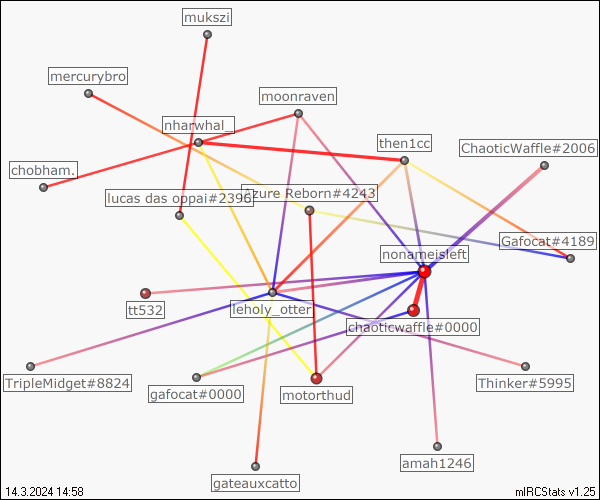 mukszi
mercurybro
moonraven
nharwhal_
then1cc
ChaoticWaffle#2006
chobham.
lucas das oppai#2396
zure Reborn#4243
Gafocat#4189
nonameisleft
tt532
leholy_otter
chaoticwaffle#0000
TripleMidget#8824
gafocat#0000
motorthud
Thinker#5995
amah1246
gateauxcatto
14.3.2024 14:58
mIRCStats v1.25